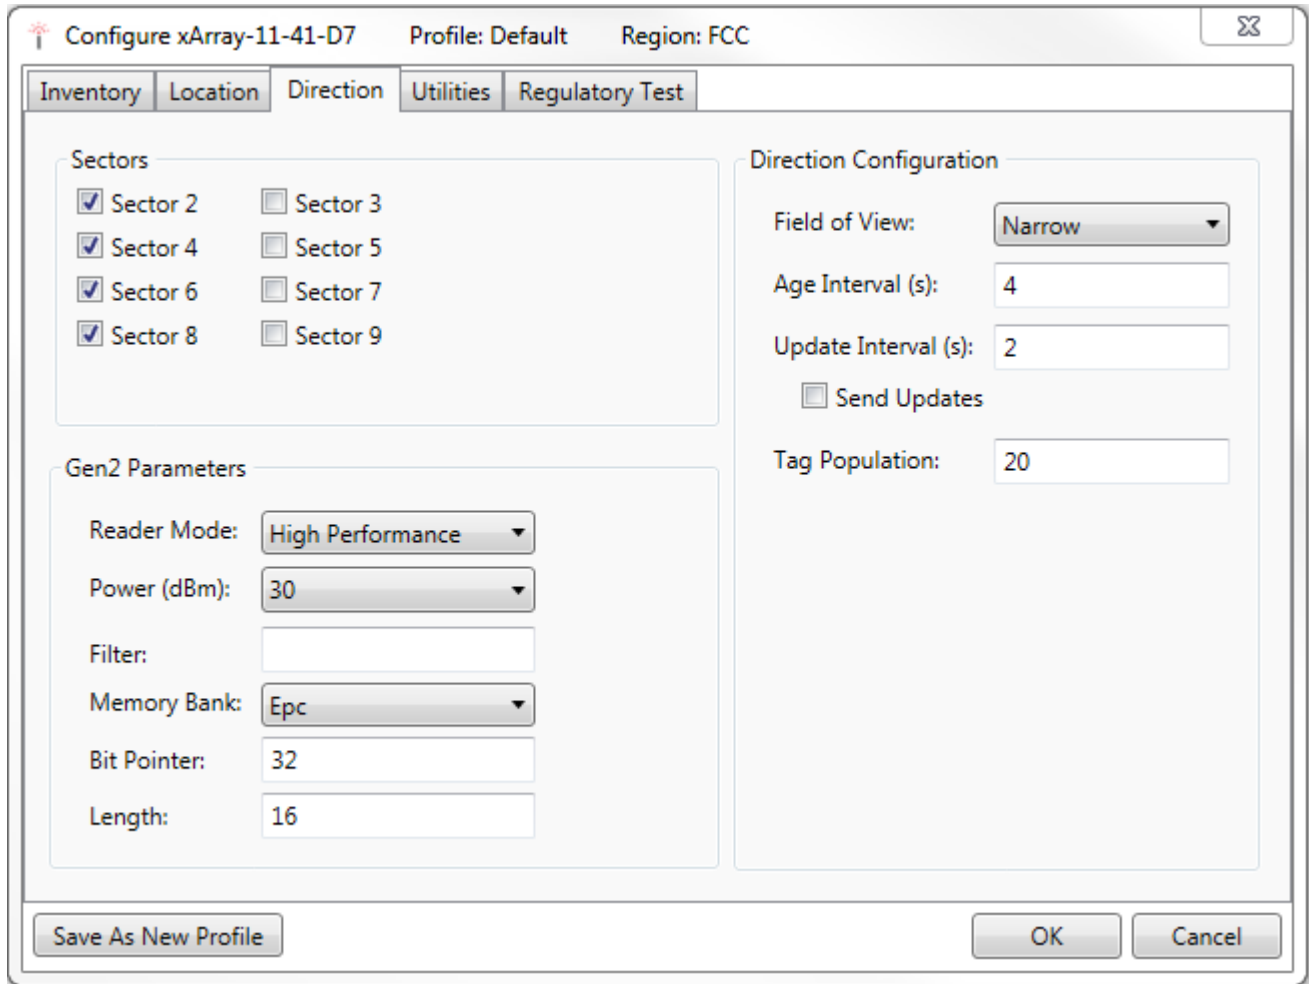 Configure xArray-11-41-D7 Profile: Default Region: FCC
Inventory Location Direction Utilities Regulatory Test
Sectors
Sector 2 Sector 3
Sector 4 Sector 5
Sector 6 Sector 7
Sector 8 Sector 9
Gen2 Parameters
Reader Mode: High Performance
Power (dBm): 30
Filter:
Memory Bank: Epc
Bit Pointer: 32
Length: 16
Direction Configuration
Field of View: Narrow
Age Interval (s): 4
Update Interval (s): 2
Send Updates
Tag Population: 20
Save As New Profile OK Cancel